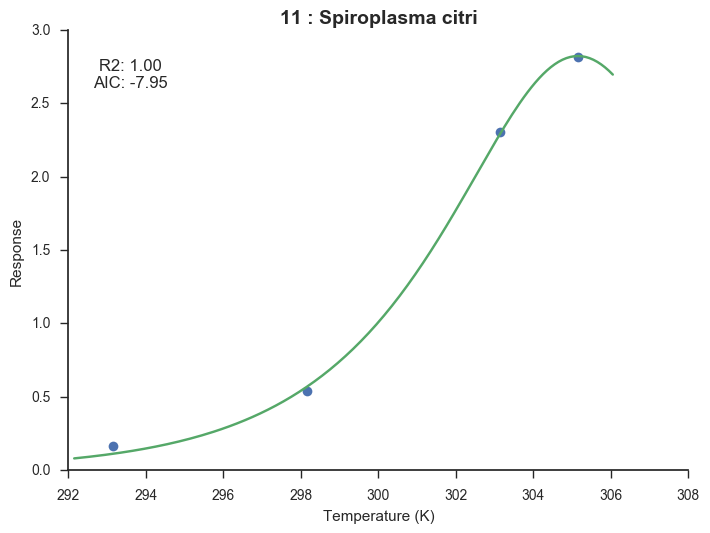 11 : Spiroplasma citri
R2: 1.00
AIC: -7.95
3.0
2.5
2.0
1.5
1.0
0.5
0.0
Response
292 294 296 298 300 302 304 306 308
Temperature (K)